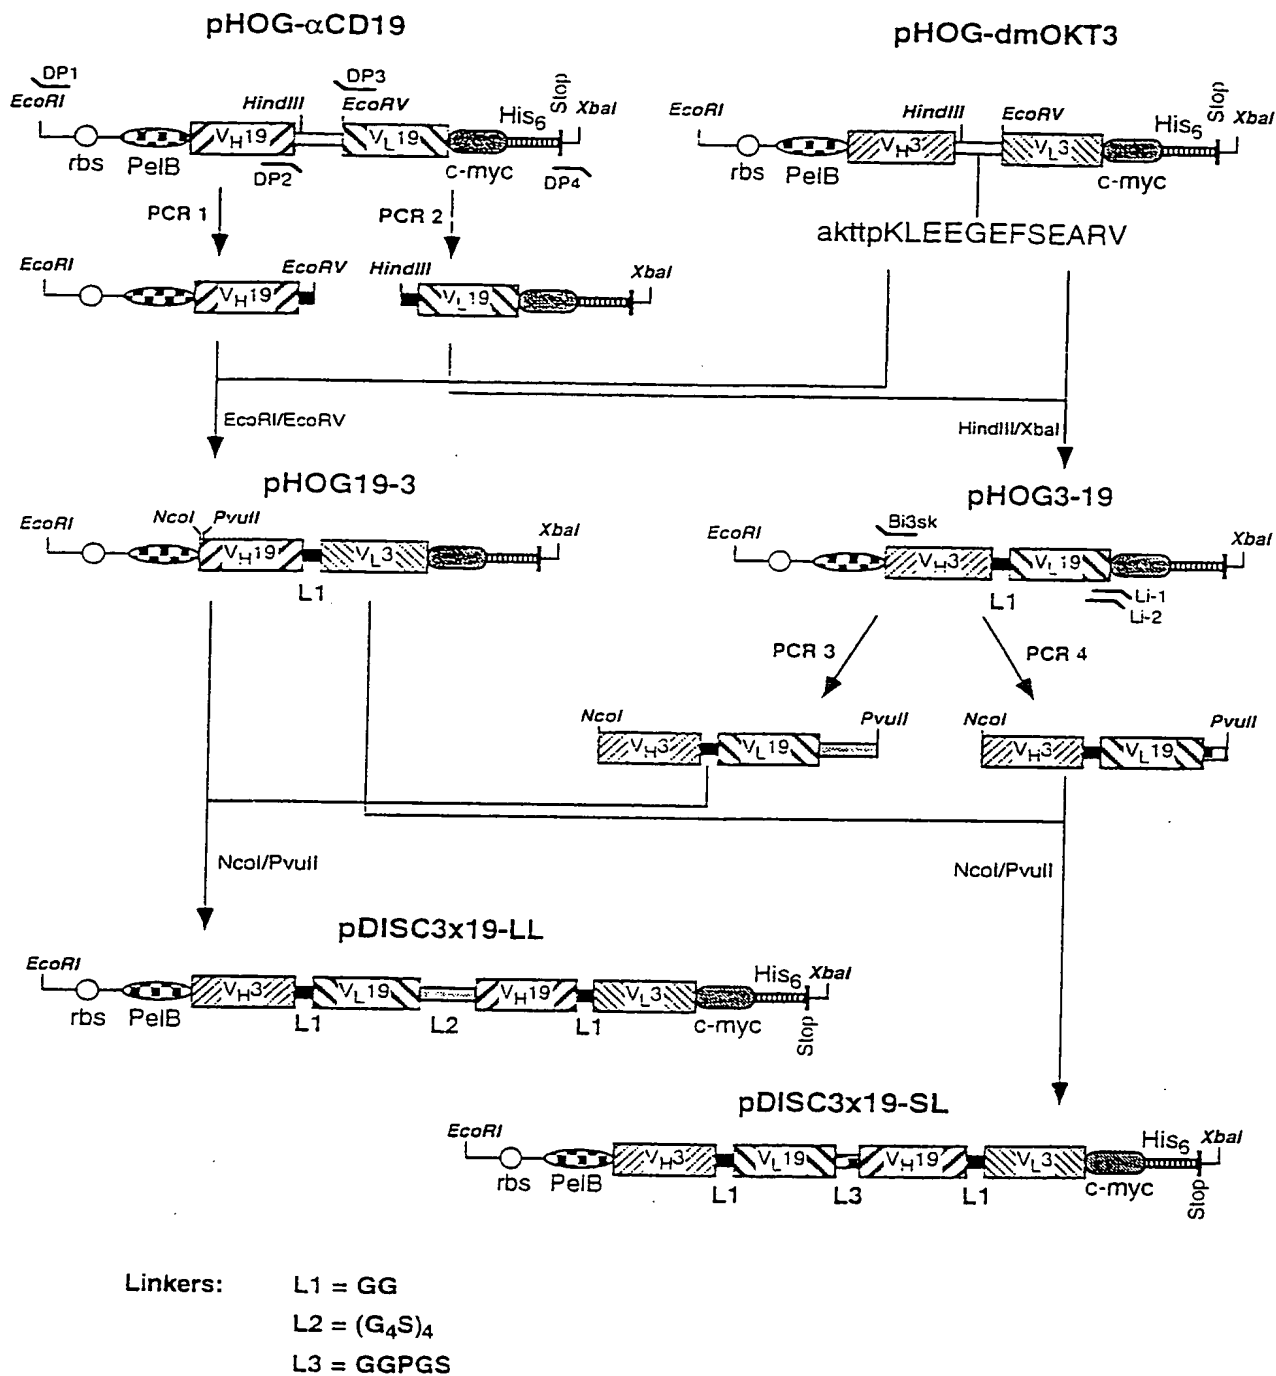 pHOG-αCD19
pHOG-dmOKT3
DP1
EcoRI
HindIII
DP3
EcoRV
His6
Stop
XbaI
rbs
PelB
VH19
DP2
VL19
c-myc
DP4
EcoRI
HindIII
EcoRV
His6
Stop
XbaI
rbs
PelB
VH3
VL3
c-myc
akttpKLEEGEFSEARV
PCR 1
PCR 2
EcoRI
EcoRV
VH19
HindIII
XbaI
VL19
EcoRI/EcoRV
HindIII/XbaI
pHOG19-3
EcoRI
NcoI
PvuII
XbaI
VH19
VL3
L1
pHOG3-19
EcoRI
Bi3sk
XbaI
VH3
VL19
L1
Li-1
Li-2
PCR 3
PCR 4
NcoI
PvuII
VH3
VL19
NcoI
PvuII
VH3
VL19
NcoI/PvuII
NcoI/PvuII
pDISC3x19-LL
EcoRI
His6
XbaI
VH3
VL19
VH19
VL3
rbs
PelB
L1
L2
L1
c-myc
Stop
pDISC3x19-SL
EcoRI
His6
XbaI
VH3
VL19
VH19
VL3
rbs
PelB
L1
L3
L1
c-myc
Stop
Linkers: L1 = GG
L2 = (G4S)4
L3 = GGPGS